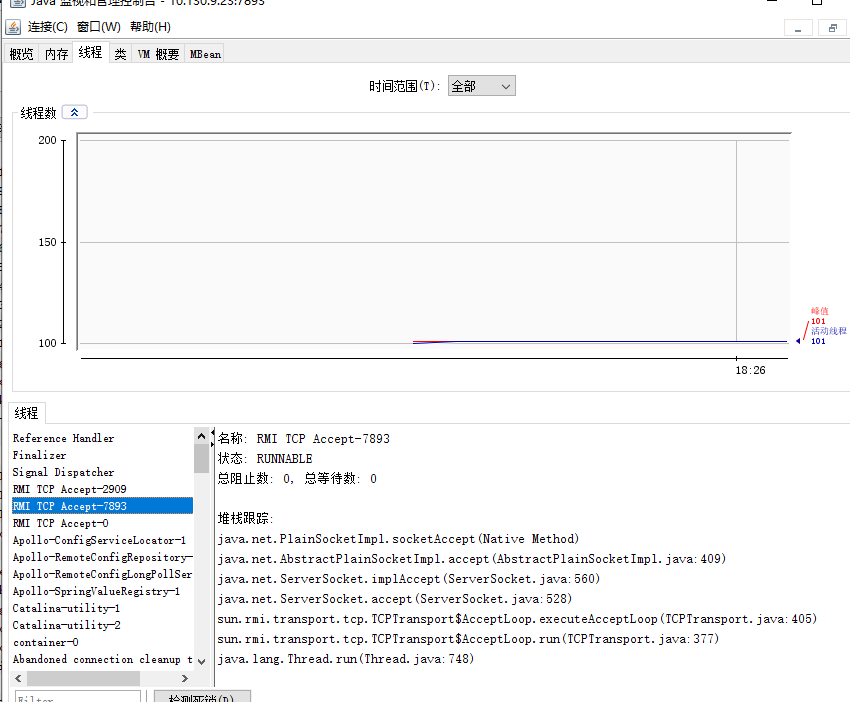 Java 监视和管理控制台 - 10.130.9.23:7893
连接(C) 窗口(W) 帮助(H)
概览 内存 线程 类 VM 概要 MBean
时间范围(T): 全部
线程数
200
150
100
峰值
101
活动线程
101
18:26
线程
Reference Handler
Finalizer
Signal Dispatcher
RMI TCP Accept-2909
RMI TCP Accept-7893
RMI TCP Accept-0
Apollo-ConfigServiceLocator-1
Apollo-RemoteConfigRepository-
Apollo-RemoteConfigLongPollSer
Apollo-SpringValueRegistry-1
Catalina-utility-1
Catalina-utility-2
container-0
Abandoned connection cleanup t
名称: RMI TCP Accept-7893
状态: RUNNABLE
总阻止数: 0, 总等待数: 0
堆栈跟踪:
java.net.PlainSocketImpl.socketAccept(Native Method)
java.net.AbstractPlainSocketImpl.accept(AbstractPlainSocketImpl.java:409)
java.net.ServerSocket.implAccept(ServerSocket.java:560)
java.net.ServerSocket.accept(ServerSocket.java:528)
sun.rmi.transport.tcp.TCPTransport$AcceptLoop.executeAcceptLoop(TCPTransport.java:405)
sun.rmi.transport.tcp.TCPTransport$AcceptLoop.run(TCPTransport.java:377)
java.lang.Thread.run(Thread.java:748)
Filter
检测死锁(D)